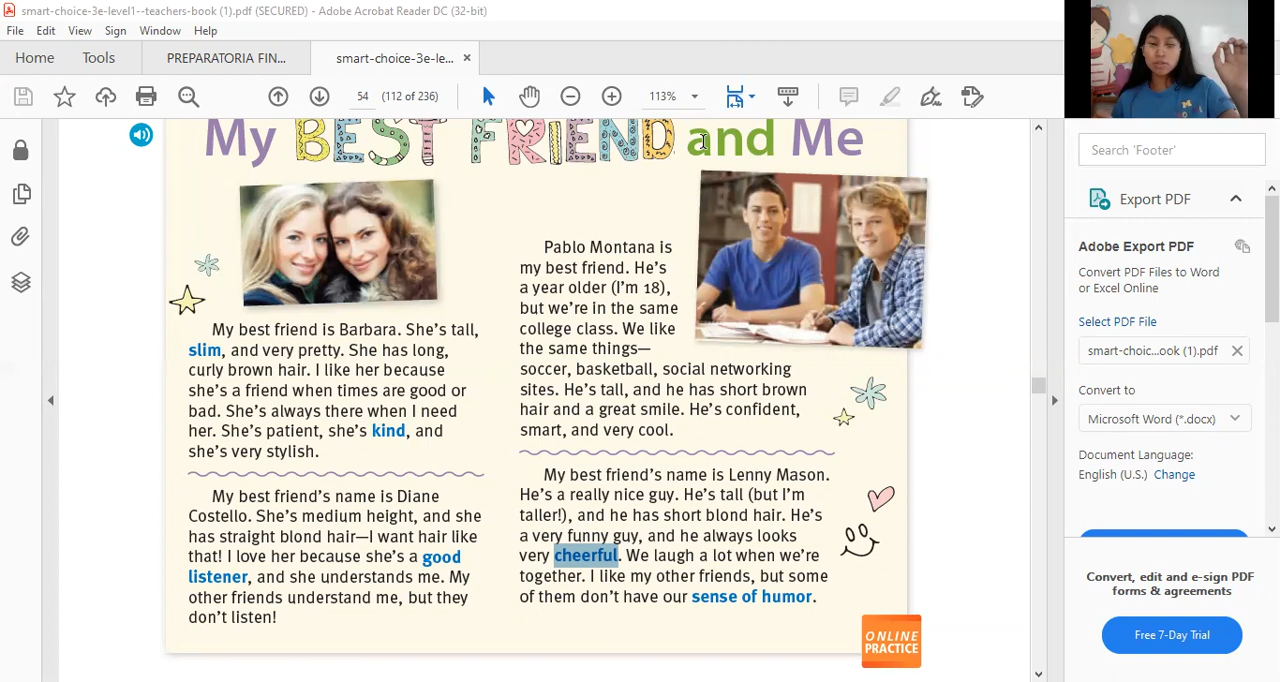 smart-choice-3e-level1--teachers-book (1).pdf (SECURED) - Adobe Acrobat Reader DC (32-bit)
File Edit View Sign Window Help
Home Tools PREPARATORIA FIN... smart-choice-3e-le... ×
54 (112 of 236) 113%
My BEST FRIEND and Me
My best friend is Barbara. She's tall,
slim, and very pretty. She has long,
curly brown hair. I like her because
she's a friend when times are good or
bad. She's always there when I need
her. She's patient, she's kind, and
she's very stylish.
My best friend's name is Diane
Costello. She's medium height, and she
has straight blond hair—I want hair like
that! I love her because she's a good
listener, and she understands me. My
other friends understand me, but they
don't listen!
Pablo Montana is
my best friend. He's
a year older (I'm 18),
but we're in the same
college class. We like
the same things—
soccer, basketball, social networking
sites. He's tall, and he has short brown
hair and a great smile. He's confident,
smart, and very cool.
My best friend's name is Lenny Mason.
He's a really nice guy. He's tall (but I'm
taller!), and he has short blond hair. He's
a very funny guy, and he always looks
very cheerful. We laugh a lot when we're
together. I like my other friends, but some
of them don't have our sense of humor.
ONLINE
PRACTICE
Search 'Footer'
Export PDF
Adobe Export PDF
Convert PDF Files to Word
or Excel Online
Select PDF File
smart-choic...ook (1).pdf
Convert to
Microsoft Word (*.docx)
Document Language:
English (U.S.) Change
Convert, edit and e-sign PDF
forms & agreements
Free 7-Day Trial